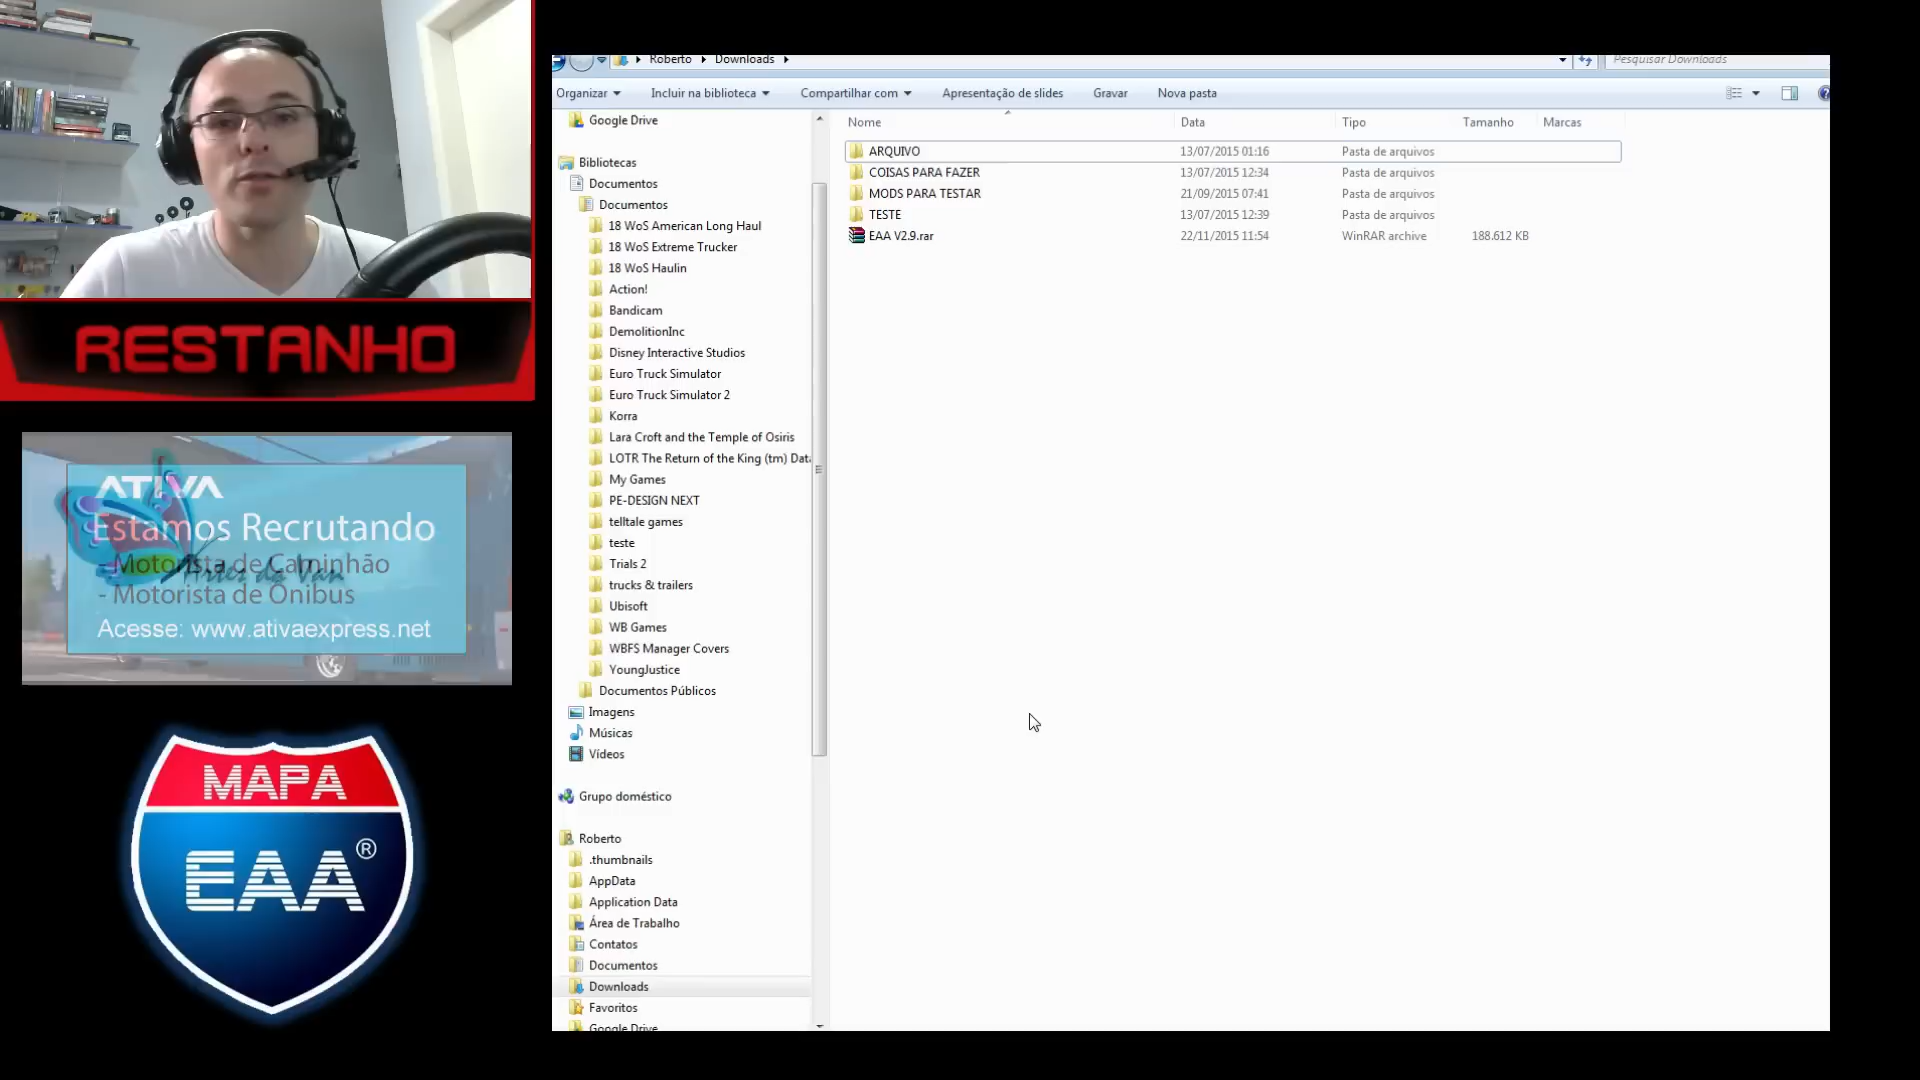 RESTANHO
ATIVA
Estamos Recrutando
- Motorista de Caminhão
Artes da Van
- Motorista de Ônibus
Acesse: www.ativaexpress.net
MAPA
EAA®
Roberto
Downloads
Pesquisar Downloads
Organizar
Incluir na biblioteca
Compartilhar com
Apresentação de slides
Gravar
Nova pasta
Google Drive
Bibliotecas
Documentos
Documentos
18 WoS American Long Haul
18 WoS Extreme Trucker
18 WoS Haulin
Action!
Bandicam
DemolitionInc
Disney Interactive Studios
Euro Truck Simulator
Euro Truck Simulator 2
Korra
Lara Croft and the Temple of Osiris
LOTR The Return of the King (tm) Dat
My Games
PE-DESIGN NEXT
telltale games
teste
Trials 2
trucks & trailers
Ubisoft
WB Games
WBFS Manager Covers
YoungJustice
Documentos Públicos
Imagens
Músicas
Vídeos
Grupo doméstico
Roberto
.thumbnails
AppData
Application Data
Área de Trabalho
Contatos
Documentos
Downloads
Favoritos
Google Drive
Nome Data Tipo Tamanho Marcas
ARQUIVO 13/07/2015 01:16 Pasta de arquivos
COISAS PARA FAZER 13/07/2015 12:34 Pasta de arquivos
MODS PARA TESTAR 21/09/2015 07:41 Pasta de arquivos
TESTE 13/07/2015 12:39 Pasta de arquivos
EAA V2.9.rar 22/11/2015 11:54 WinRAR archive 188.612 KB